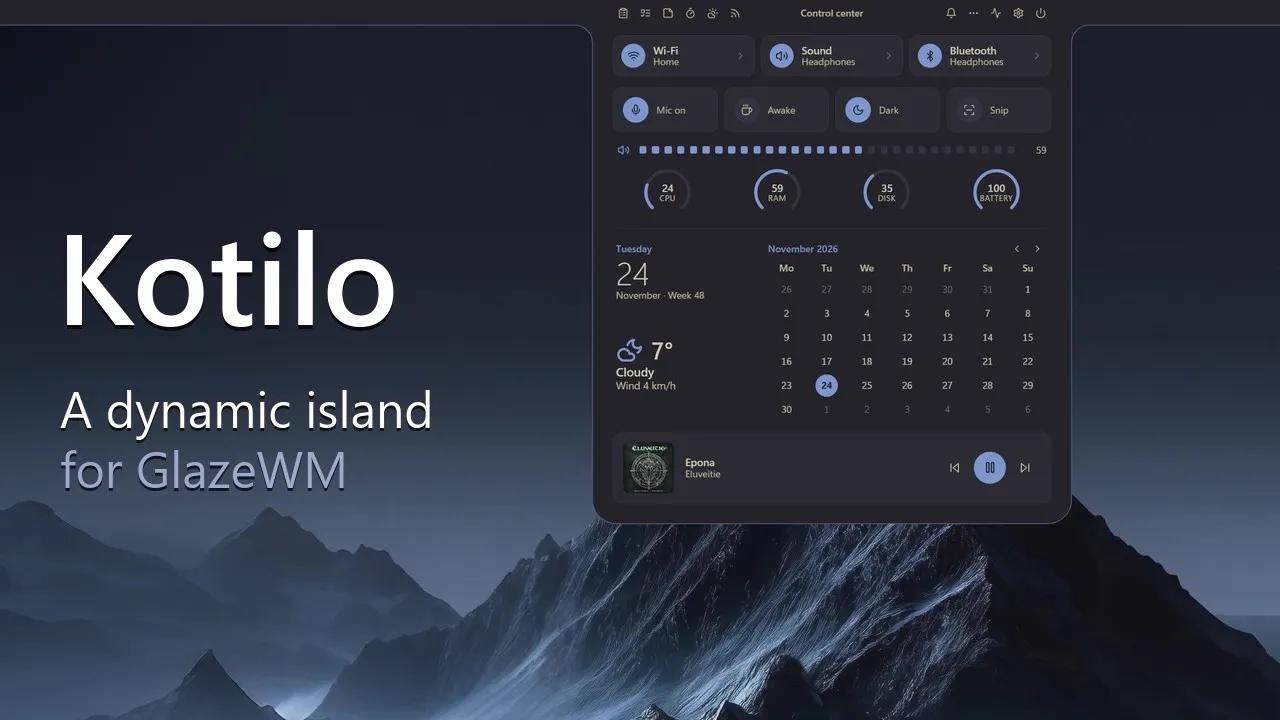 Control center
Wi-Fi
Home
Sound
Headphones
Bluetooth
Headphones
Mic on
Awake
Dark
Snip
59
24
CPU
59
RAM
35
DISK
100
BATTERY
Kotilo
A dynamic island
for GlazeWM
Tuesday
24
November · Week 48
7°
Cloudy
Wind 4 km/h
November 2026
Mo Tu We Th Fr Sa Su
26 27 28 29 30 31 1
2 3 4 5 6 7 8
9 10 11 12 13 14 15
16 17 18 19 20 21 22
23 24 25 26 27 28 29
30 1 2 3 4 5 6
ELUVEITIE
Epona
Eluveitie